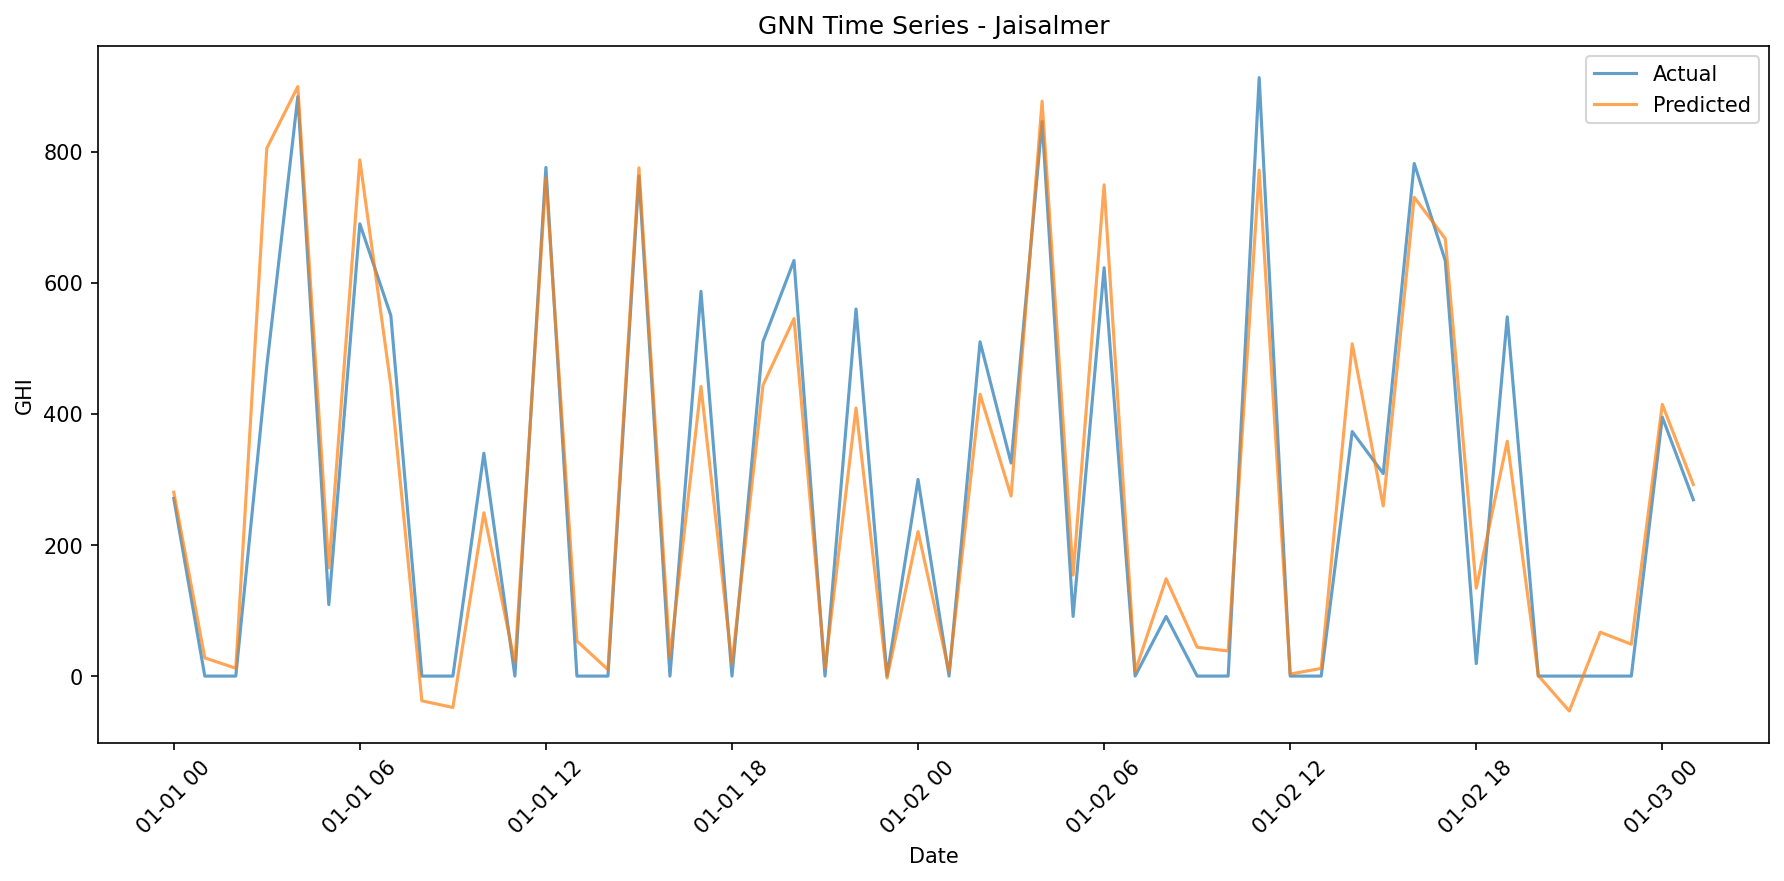 GNN Time Series - Jaisalmer
Actual
Predicted
800
600
400
200
0
GHI
01-01 00
01-01 06
01-01 12
01-01 18
01-02 00
01-02 06
01-02 12
01-02 18
01-03 00
Date